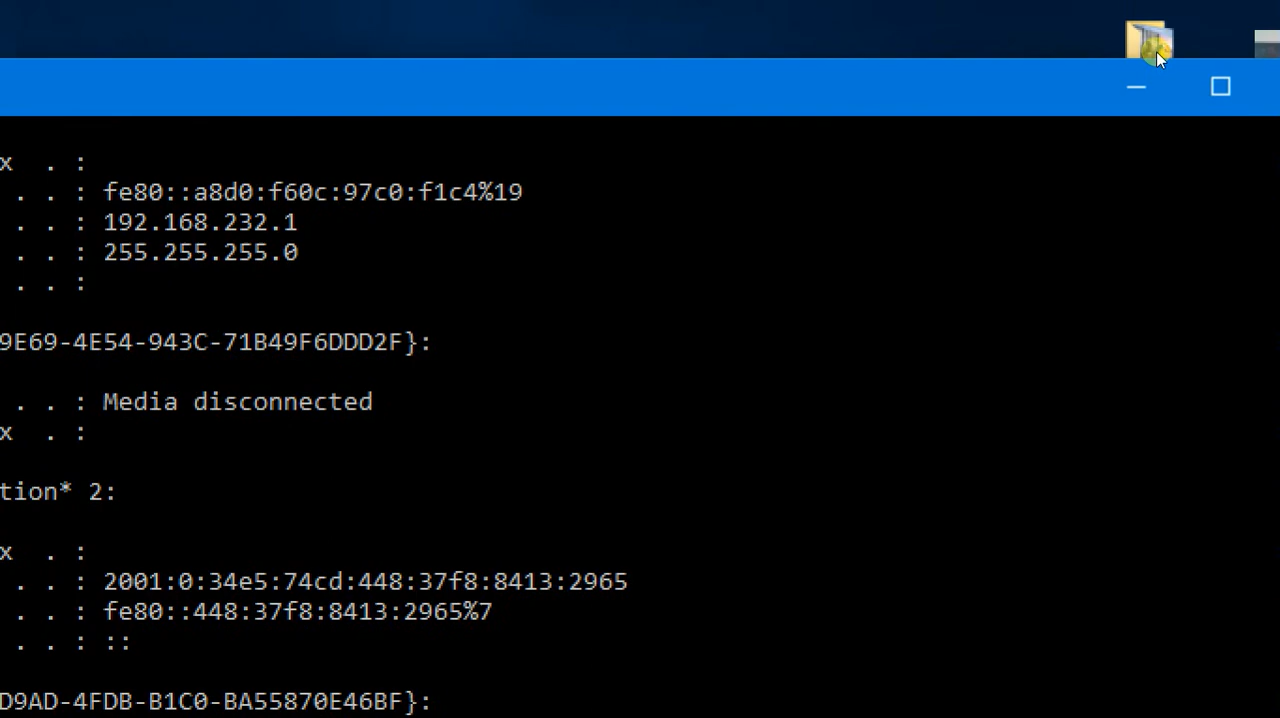 x  . :
. . : fe80::a8d0:f60c:97c0:f1c4%19
. . : 192.168.232.1
. . : 255.255.255.0
. . :
9E69-4E54-943C-71B49F6DDD2F}:
. . : Media disconnected
x  . :
tion* 2:
x  . :
. . : 2001:0:34e5:74cd:448:37f8:8413:2965
. . : fe80::448:37f8:8413:2965%7
. . : ::
D9AD-4FDB-B1C0-BA55870E46BF}: